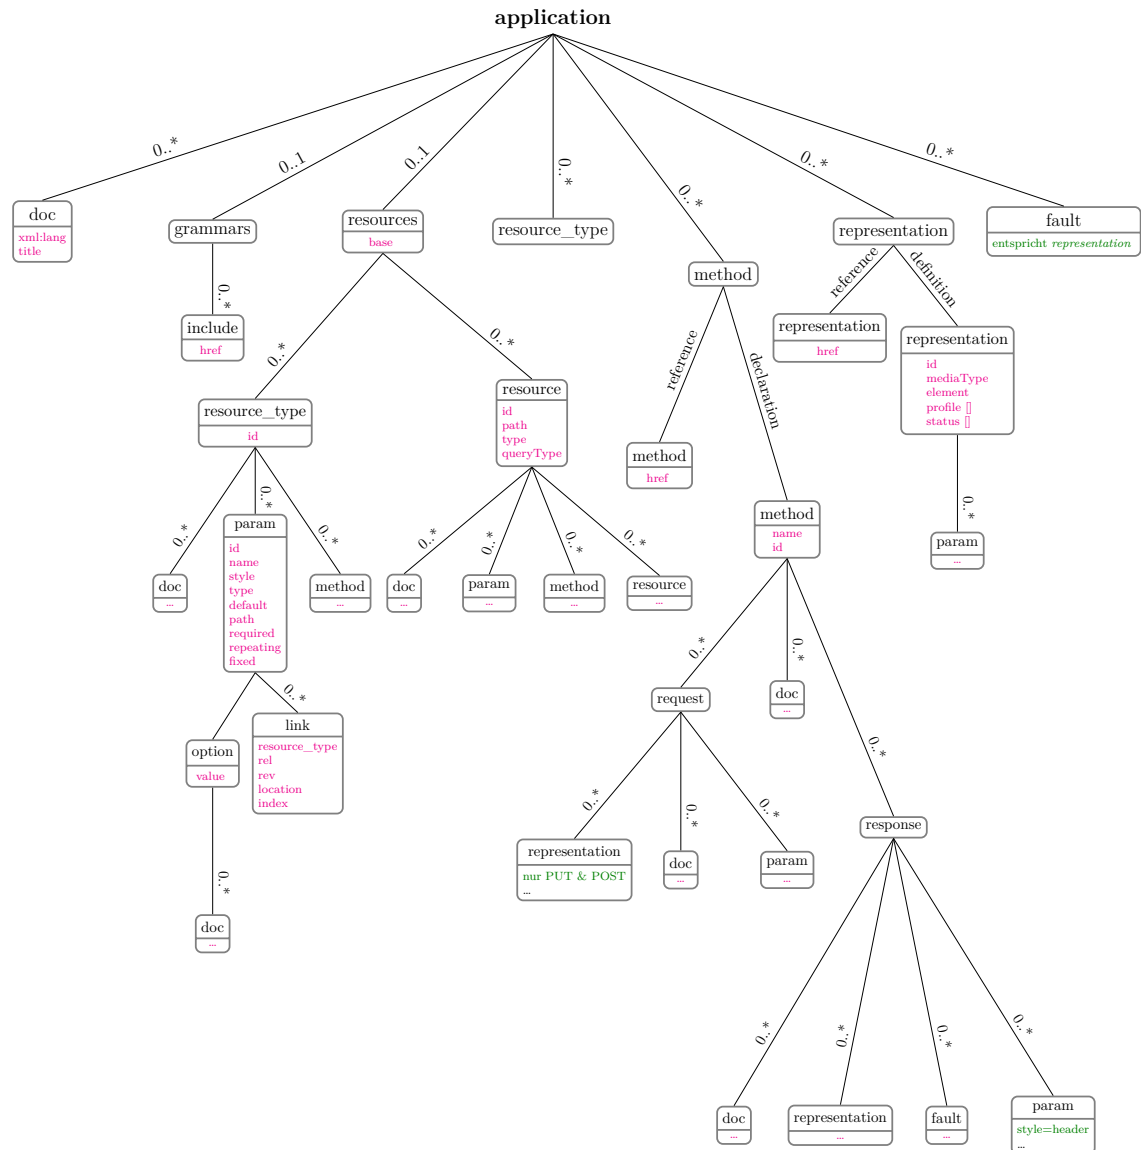 application
0..*
0..1
0..1
0..*
0..*
0..*
0..*
doc
xml:lang
title
grammars
resources
base
resource_type
method
representation
fault
entspricht representation
0..*
include
href
0..*
0..*
reference
declaration
reference
definition
representation
href
representation
id
mediaType
element
profile []
status []
resource_type
id
resource
id
path
type
queryType
method
href
method
name
id
0..*
param
...
0..*
0..*
0..*
doc
...
param
id
name
style
type
default
path
required
repeating
fixed
method
...
0..*
0..*
0..*
0..*
doc
...
param
...
method
...
resource
...
0..*
option
value
link
resource_type
rel
rev
location
index
0..*
doc
...
0..*
0..*
0..*
request
doc
...
response
0..*
0..*
0..*
representation
nur PUT & POST
...
doc
...
param
...
0..*
0..*
0..*
0..*
doc
...
representation
...
fault
...
param
style=header
...